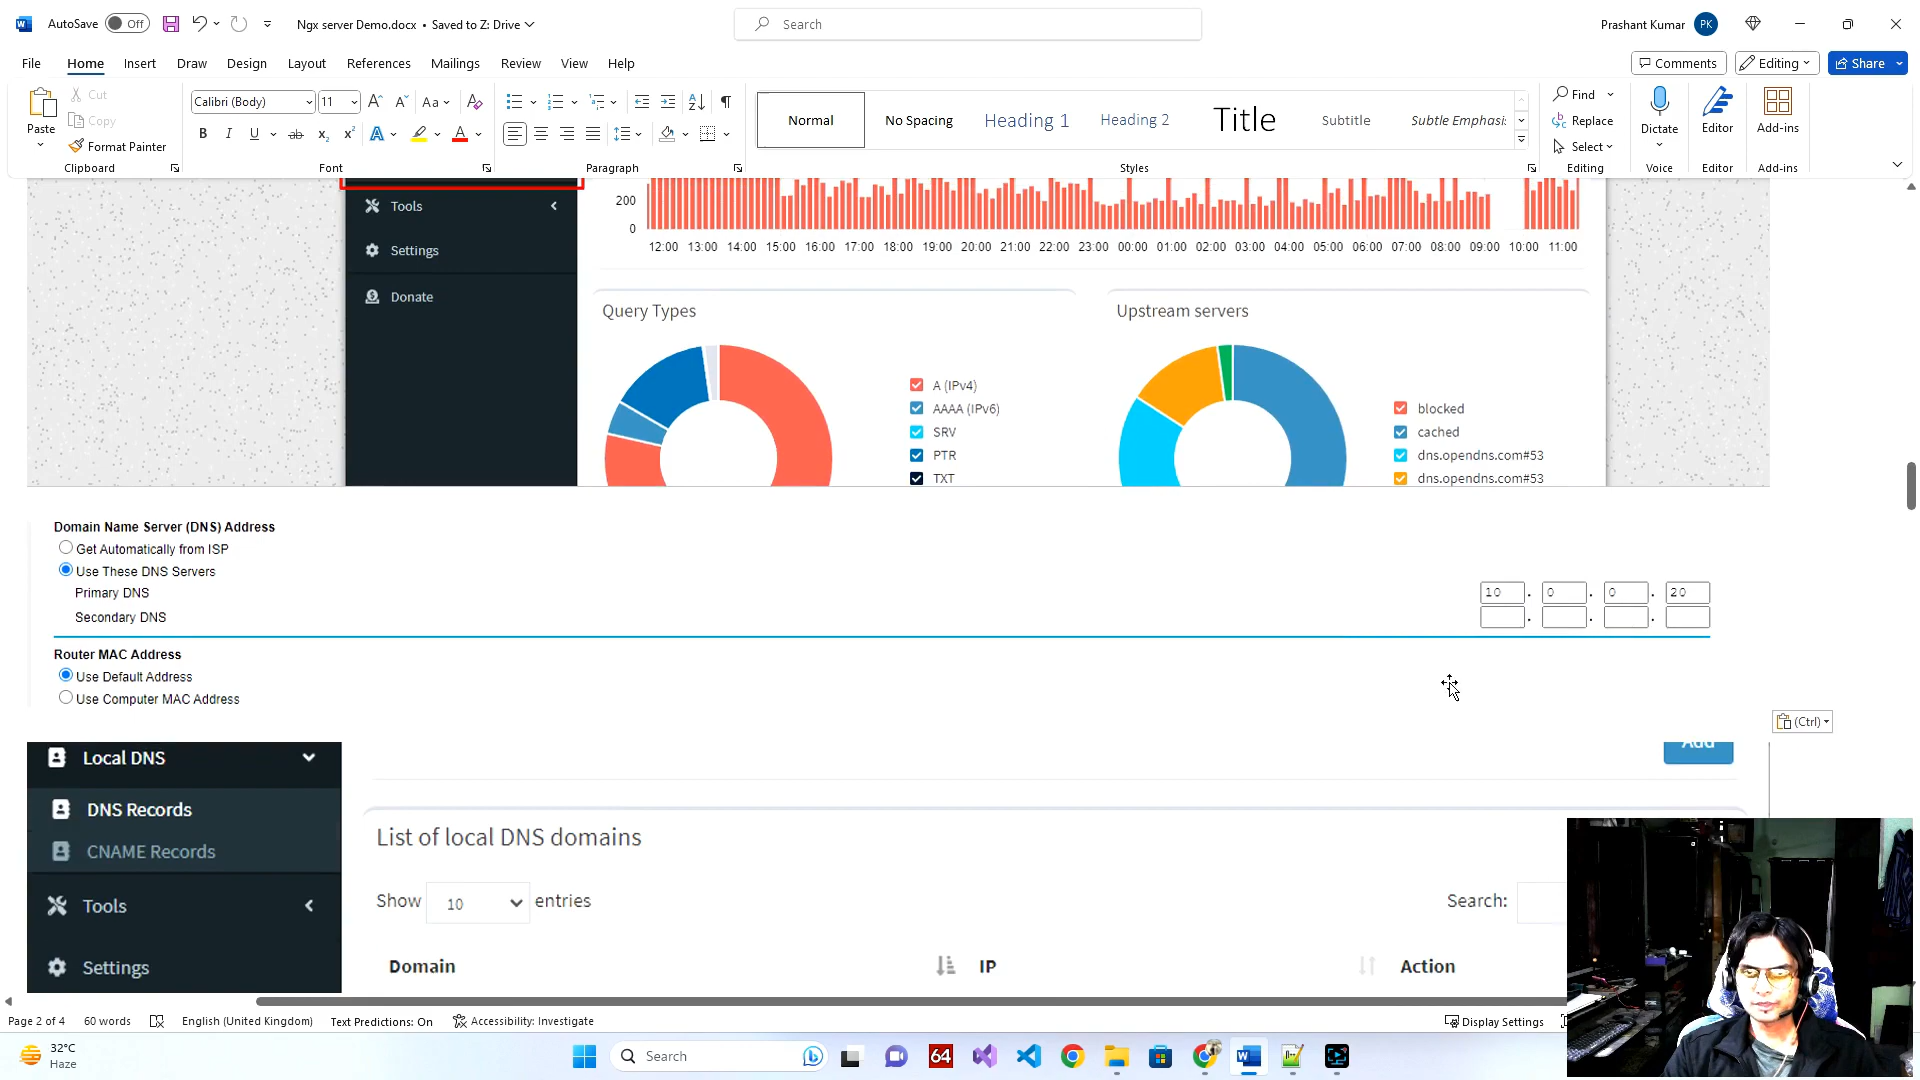 AutoSave Off
Ngx server Demo.docx • Saved to Z: Drive
Search
Prashant Kumar PK
File Home Insert Draw Design Layout References Mailings Review View Help
Comments Editing Share
Paste
Cut
Copy
Format Painter
Clipboard
Calibri (Body) 11
Font
Paragraph
Normal No Spacing Heading 1 Heading 2 Title Subtitle Subtle Emphasi
Styles
Find
Replace
Select
Editing
Dictate
Voice
Editor
Editor
Add-ins
Add-ins
Tools
Settings
Donate
200
0
12:00 13:00 14:00 15:00 16:00 17:00 18:00 19:00 20:00 21:00 22:00 23:00 00:00 01:00 02:00 03:00 04:00 05:00 06:00 07:00 08:00 09:00 10:00 11:00
Query Types
A (IPv4)
AAAA (IPv6)
SRV
PTR
TXT
Upstream servers
blocked
cached
dns.opendns.com#53
dns.opendns.com#53
Domain Name Server (DNS) Address
Get Automatically from ISP
Use These DNS Servers
Primary DNS 10 . 0 . 0 . 20
Secondary DNS . . .
Router MAC Address
Use Default Address
Use Computer MAC Address
(Ctrl)
Local DNS
DNS Records
CNAME Records
Tools
Settings
Add
List of local DNS domains
Show 10 entries
Search:
Domain IP Action
Page 2 of 4 60 words English (United Kingdom) Text Predictions: On Accessibility: Investigate Display Settings
32°C
Haze
Search
64